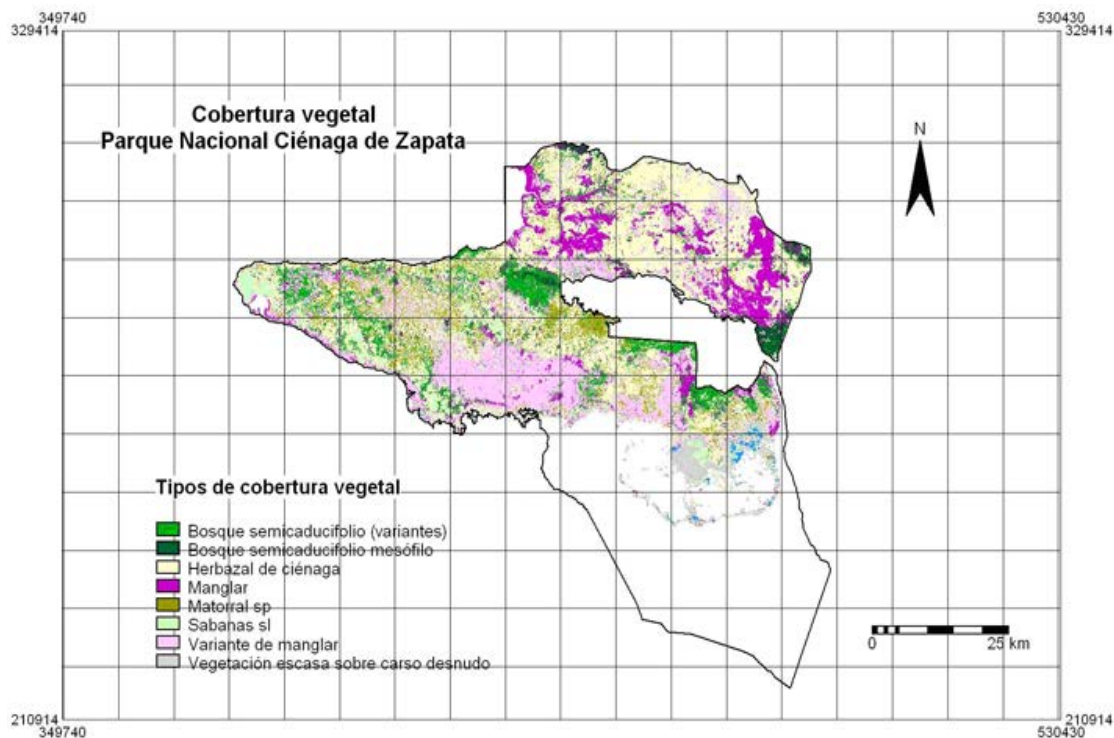 349740
530430
329414
329414
Cobertura vegetal
Parque Nacional Ciénaga de Zapata
N
Tipos de cobertura vegetal
Bosque semicaducifolio (variantes)
Bosque semicaducifolio mesófilo
Herbazal de ciénaga
Manglar
Matorral sp
Sabanas sl
Variante de manglar
Vegetación escasa sobre carso desnudo
0
25 km
210914
210914
349740
530430